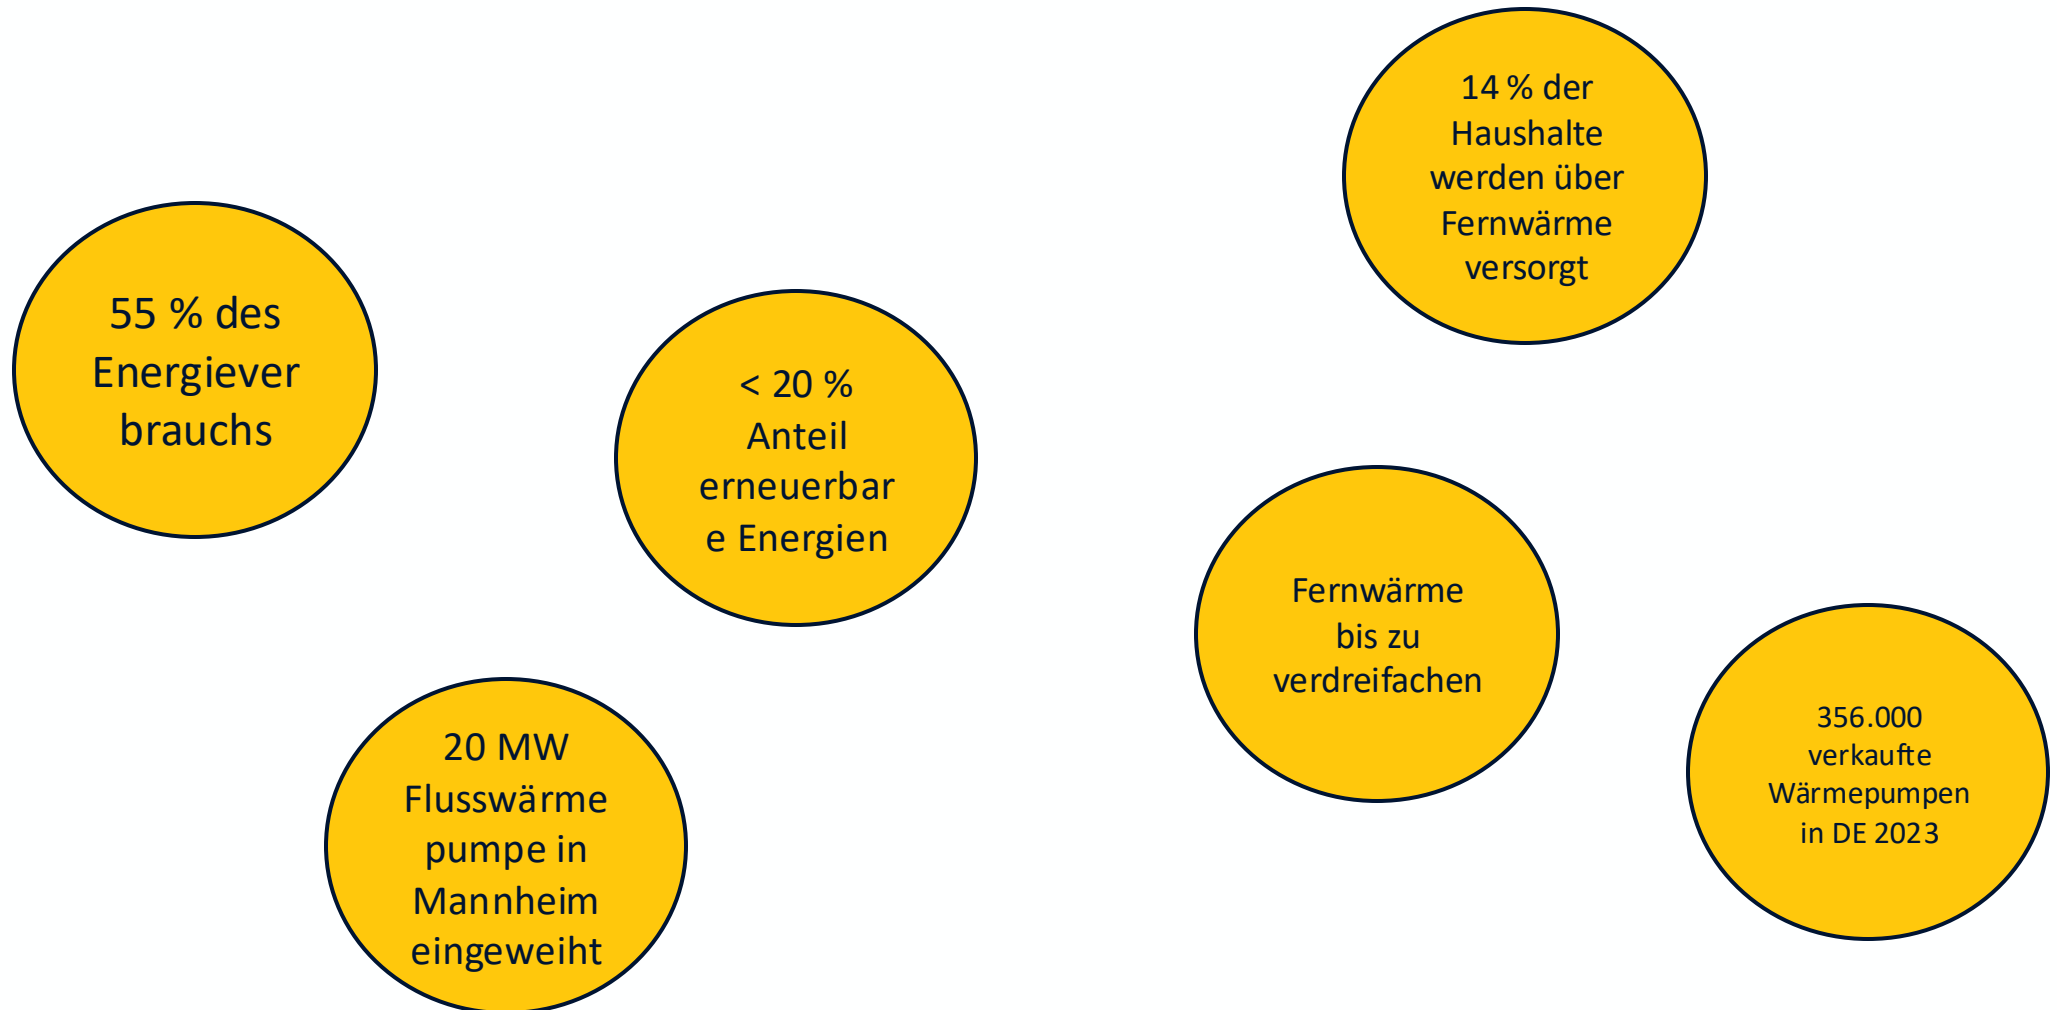 55 % des
Energiever
brauchs
< 20 %
Anteil
erneuerbar
e Energien
20 MW
Flusswärme
pumpe in
Mannheim
eingeweiht
14 % der
Haushalte
werden über
Fernwärme
versorgt
Fernwärme
bis zu
verdreifachen
356.000
verkaufte
Wärmepumpen
in DE 2023